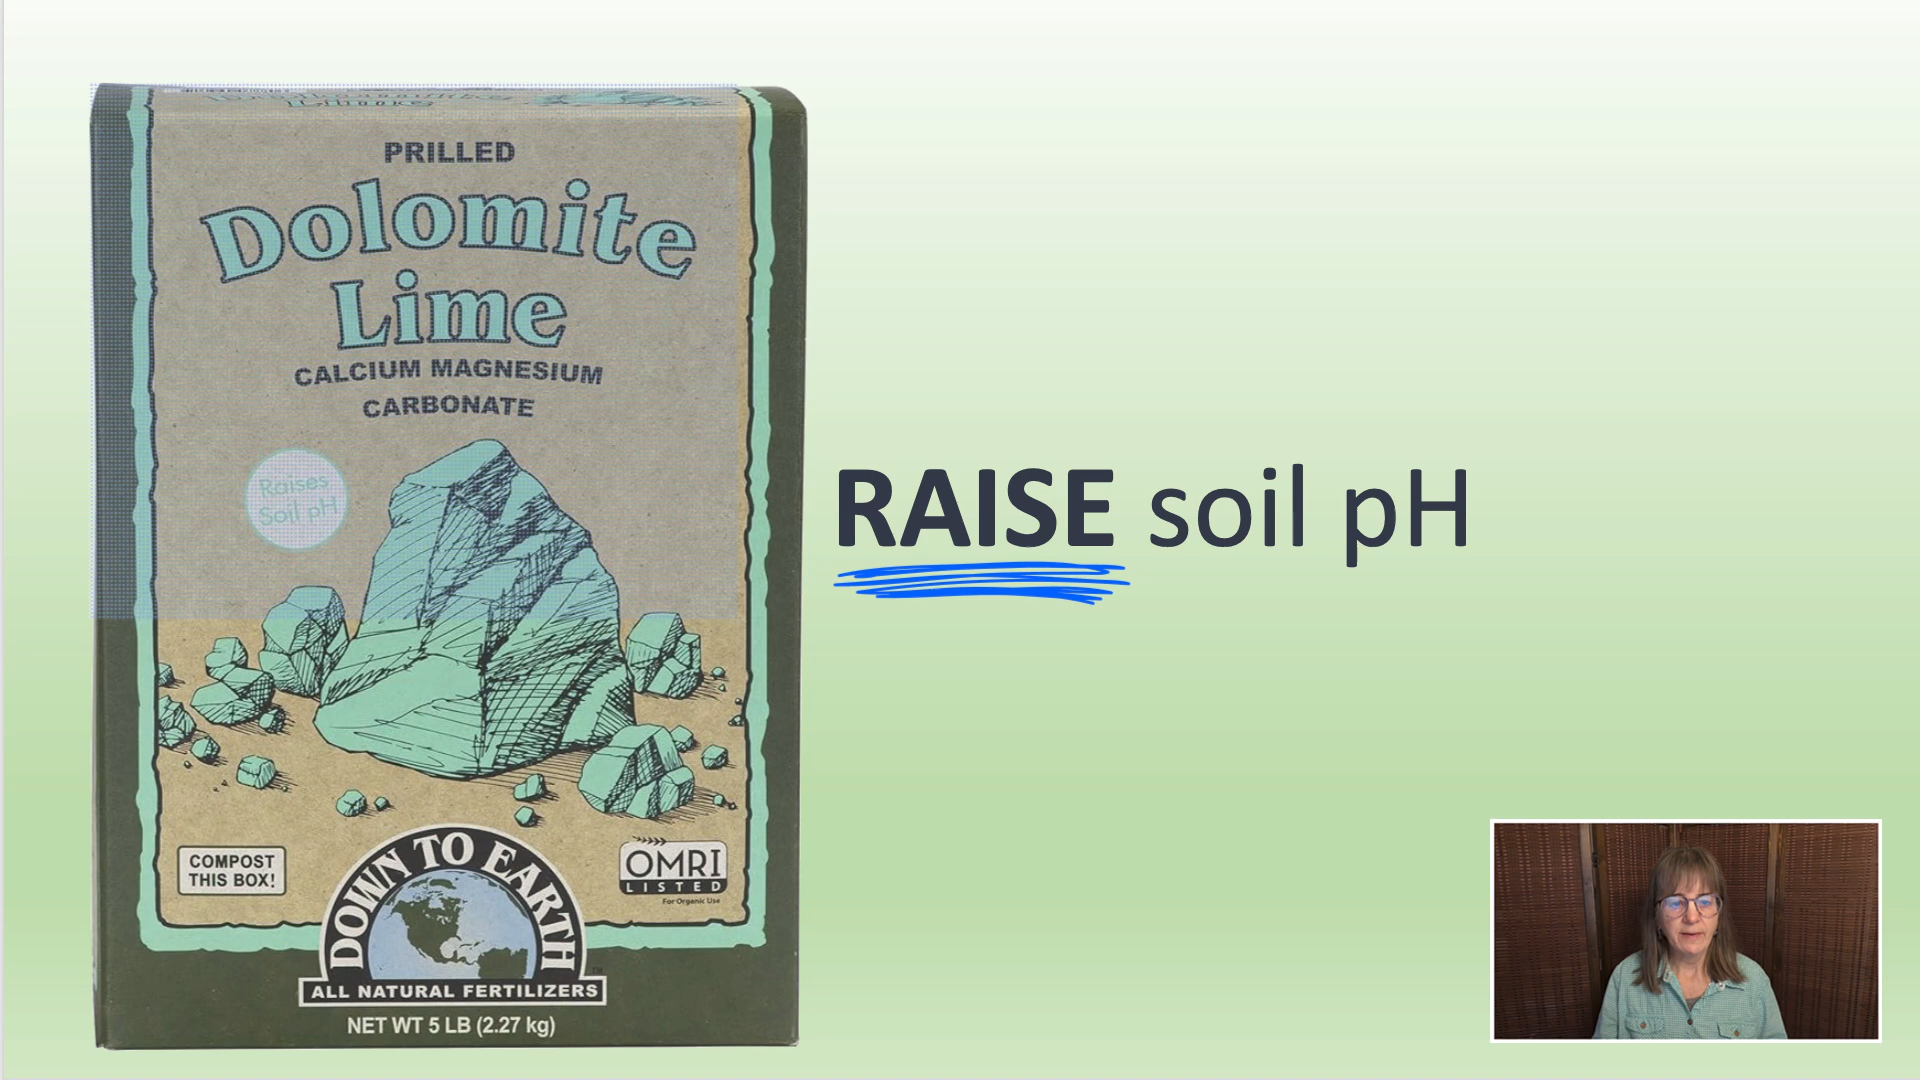 PRILLED
Dolomite
Lime
CALCIUM MAGNESIUM
CARBONATE
Raises
Soil pH
RAISE soil pH
COMPOST
THIS BOX!
OMRI
LISTED
For Organic Use
DOWN TO EARTH
ALL NATURAL FERTILIZERS
NET WT 5 LB (2.27 kg)